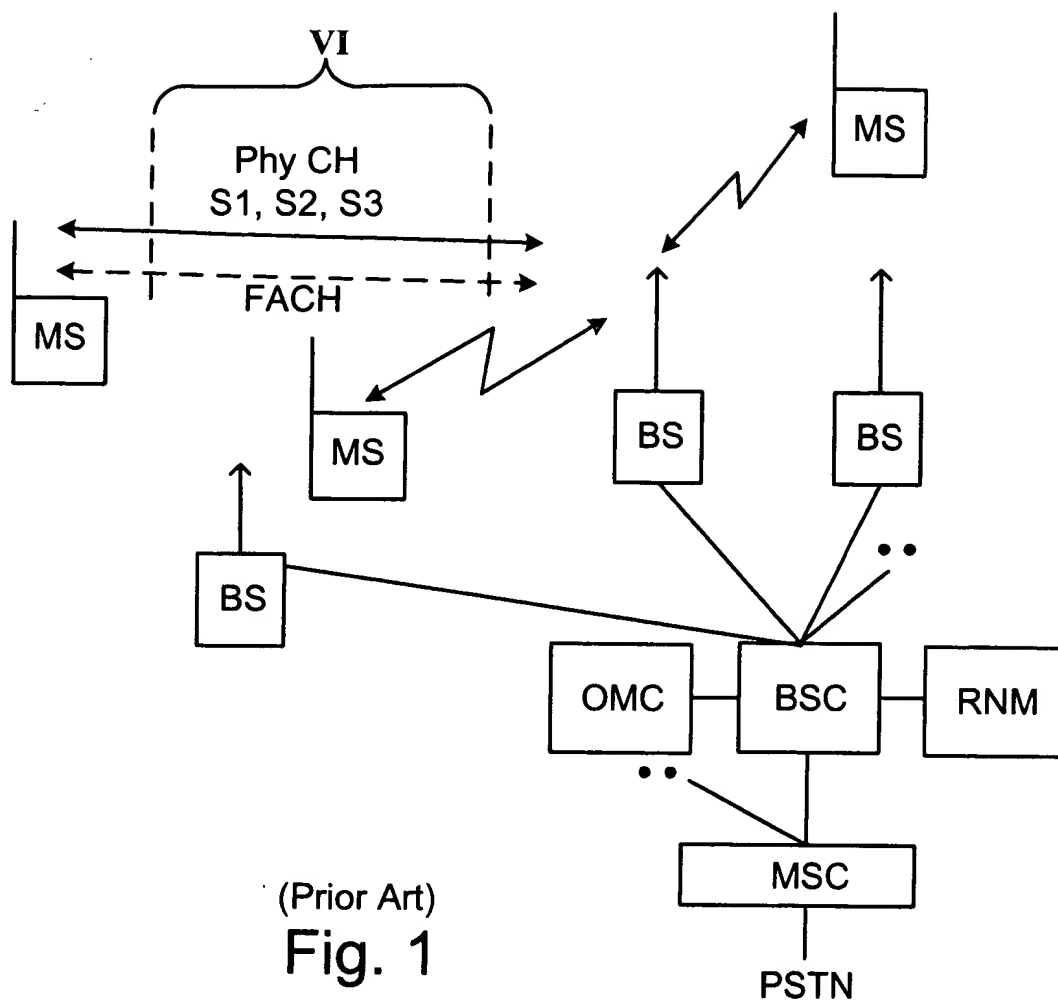 VI
MS
Phy CH
S1, S2, S3
FACH
MS
MS
BS
BS
BS
OMC
BSC
RNM
MSC
(Prior Art)
Fig. 1
PSTN